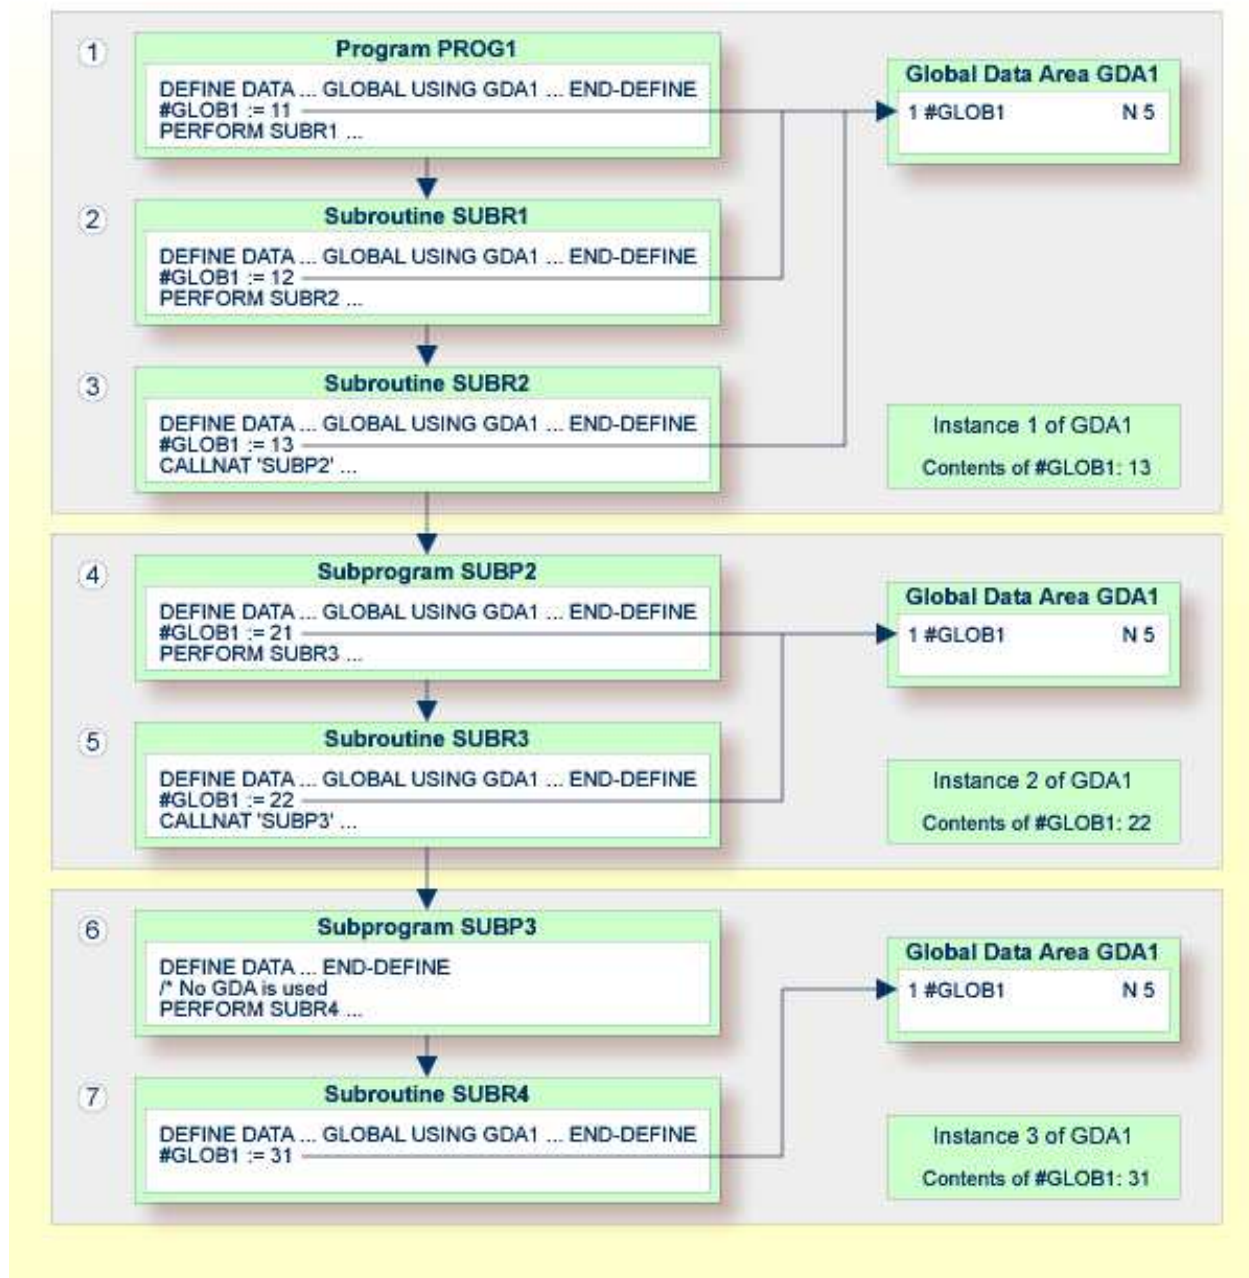 1
Program PROG1
DEFINE DATA ... GLOBAL USING GDA1 ... END-DEFINE
#GLOB1 := 11
PERFORM SUBR1 ...
Global Data Area GDA1
1 #GLOB1 N 5
2
Subroutine SUBR1
DEFINE DATA ... GLOBAL USING GDA1 ... END-DEFINE
#GLOB1 := 12
PERFORM SUBR2 ...
3
Subroutine SUBR2
DEFINE DATA ... GLOBAL USING GDA1 ... END-DEFINE
#GLOB1 := 13
CALLNAT 'SUBP2' ...
Instance 1 of GDA1
Contents of #GLOB1: 13
4
Subprogram SUBP2
DEFINE DATA ... GLOBAL USING GDA1 ... END-DEFINE
#GLOB1 := 21
PERFORM SUBR3 ...
Global Data Area GDA1
1 #GLOB1 N 5
5
Subroutine SUBR3
DEFINE DATA ... GLOBAL USING GDA1 ... END-DEFINE
#GLOB1 := 22
CALLNAT 'SUBP3' ...
Instance 2 of GDA1
Contents of #GLOB1: 22
6
Subprogram SUBP3
DEFINE DATA ... END-DEFINE
/* No GDA is used
PERFORM SUBR4 ...
Global Data Area GDA1
1 #GLOB1 N 5
7
Subroutine SUBR4
DEFINE DATA ... GLOBAL USING GDA1 ... END-DEFINE
#GLOB1 := 31
Instance 3 of GDA1
Contents of #GLOB1: 31